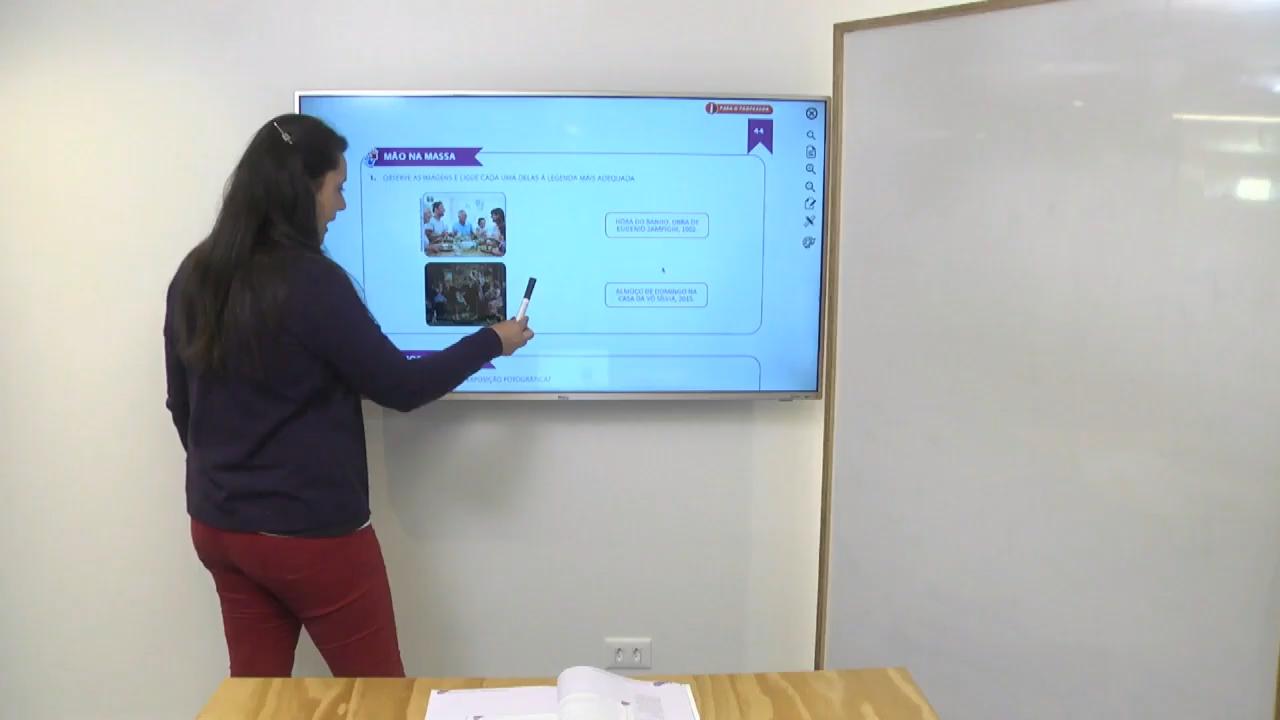 PARA O PROFESSOR
44
MÃO NA MASSA
1. OBSERVE AS IMAGENS E LIGUE CADA UMA DELAS À LEGENDA MAIS ADEQUADA.
HORA DO BANHO, OBRA DE
EUGENIO ZAMPIGHI, 1902.
ALMOÇO DE DOMINGO NA
CASA DA VÓ SÍLVIA, 2015.
EXPOSIÇÃO FOTOGRÁFICA?